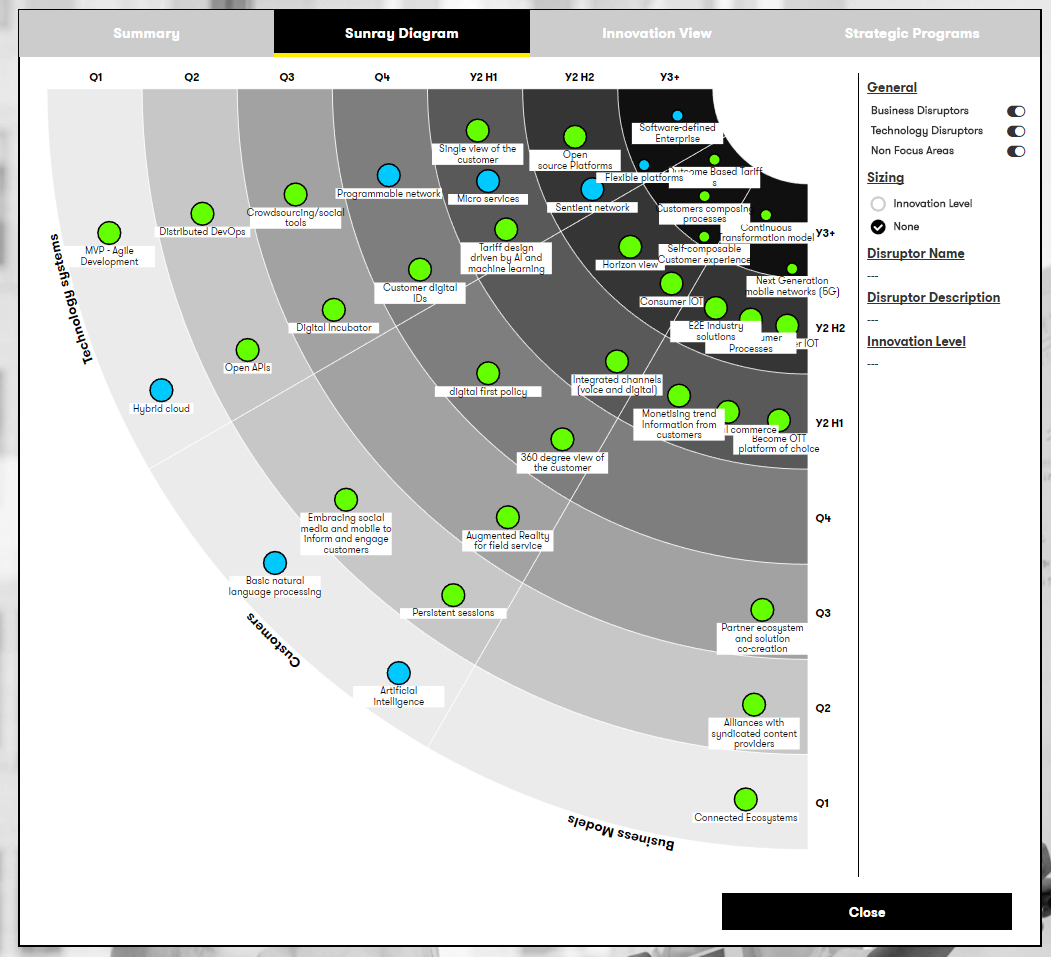 Summary
Sunray Diagram
Innovation View
Strategic Programs
Q1
Q2
Q3
Q4
Y2 H1
Y2 H2
Y3+
General
Business Disruptors
Technology Disruptors
Non Focus Areas
Sizing
Innovation Level
None
Disruptor Name
---
Disruptor Description
---
Innovation Level
---
Software-defined
Enterprise
Single view of the
customer
Open
source Platforms
Flexible platforms
Outcome Based Tariff
s
Programmable network
Micro services
Sentient network
Customers composing
processes
Crowdsourcing/social
tools
Distributed DevOps
MVP - Agile
Development
Tariff design
driven by AI and
machine learning
Continuous
Transformation model
Y3+
Horizon view
Self-composable
Customer experience
Customer digital
IDs
Next Generation
mobile networks (5G)
Consumer IOT
Digital Incubator
E2E Industry
solutions
umer
Processes
er IOT
Y2 H2
Open APIs
Technology systems
Hybrid cloud
digital first policy
Integrated channels
(voice and digital)
Monetising trend
information from
customers
l commerce
Become OTT
platform of choice
Y2 H1
360 degree view of
the customer
Embracing social
media and mobile to
inform and engage
customers
Augmented Reality
for field service
Q4
Basic natural
language processing
Persistent sessions
Partner ecosystem
and solution
co-creation
Q3
Customers
Artificial
Intelligence
Alliances with
syndicated content
providers
Q2
Connected Ecosystems
Q1
Business Models
Close